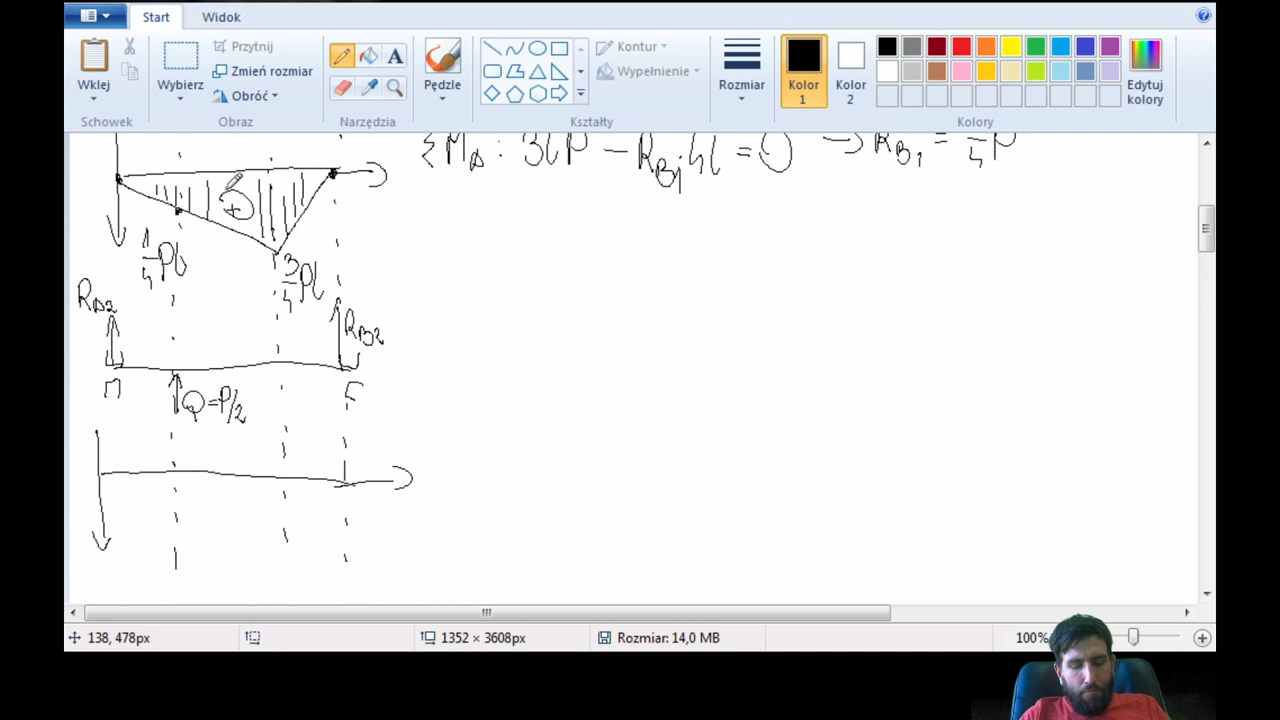 Start Widok
Wklej
Schowek
Wybierz
Przytnij
Zmień rozmiar
Obróć
Obraz
A
Narzędzia
Pędzle
Kształty
Kontur
Wypełnienie
Rozmiar
Kolor 1
Kolor 2
Edytuj kolory
Kolory
ΣM_A: 3lP - R_B1 4l = 0 → R_B1 = /4 P
+
1/4 Pl
3/4 Pl
R_A2
R_B2
Q=P/2
138, 478px
1352 × 3608px
Rozmiar: 14,0 MB
100%